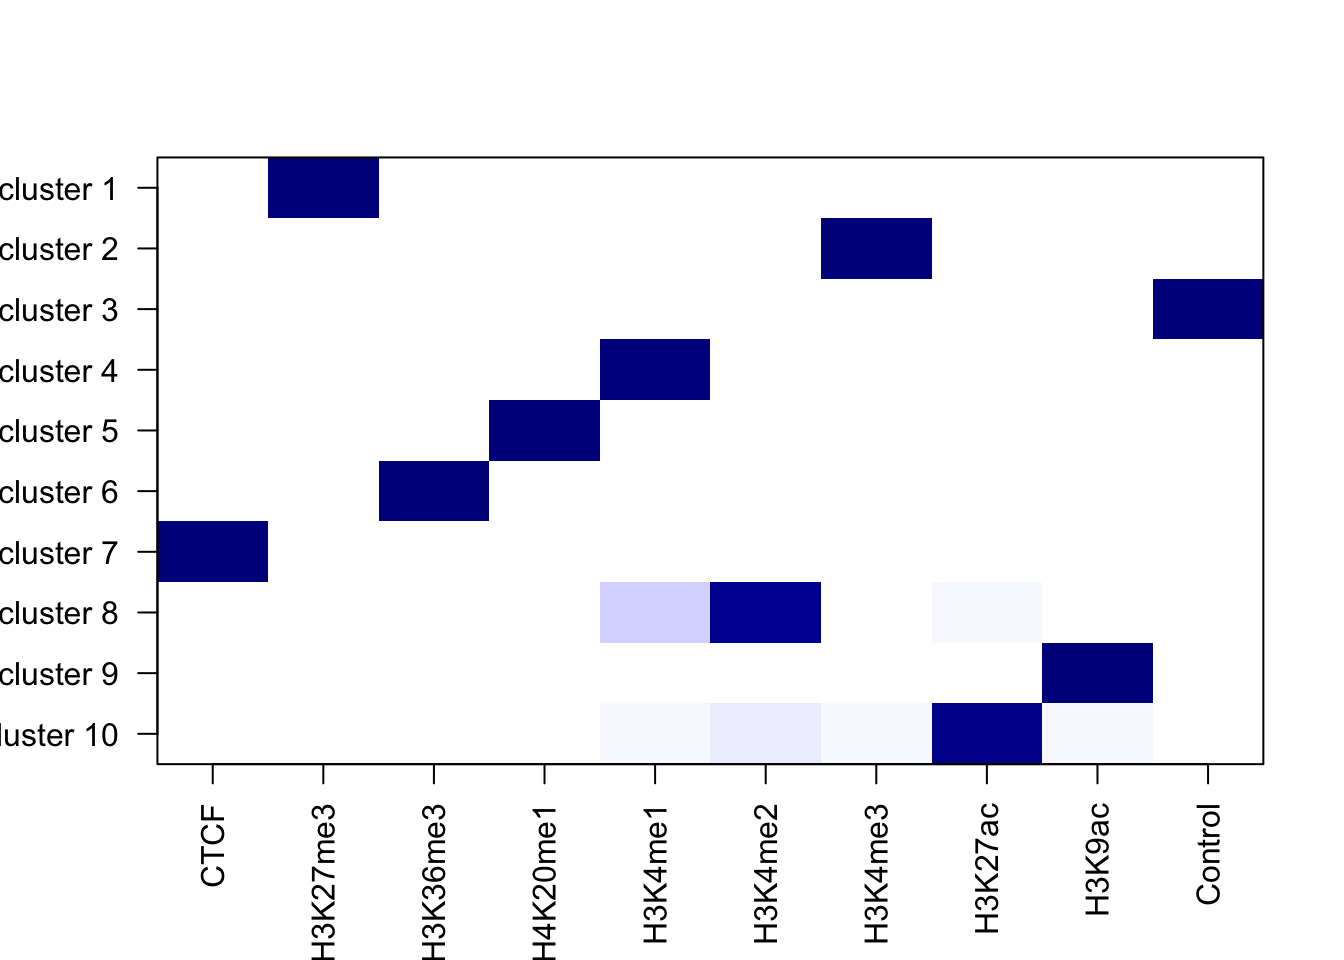 cluster 1
cluster 2
cluster 3
cluster 4
cluster 5
cluster 6
cluster 7
cluster 8
cluster 9
luster 10
CTCF
H3K27me3
H3K36me3
H4K20me1
H3K4me1
H3K4me2
H3K4me3
H3K27ac
H3K9ac
Control